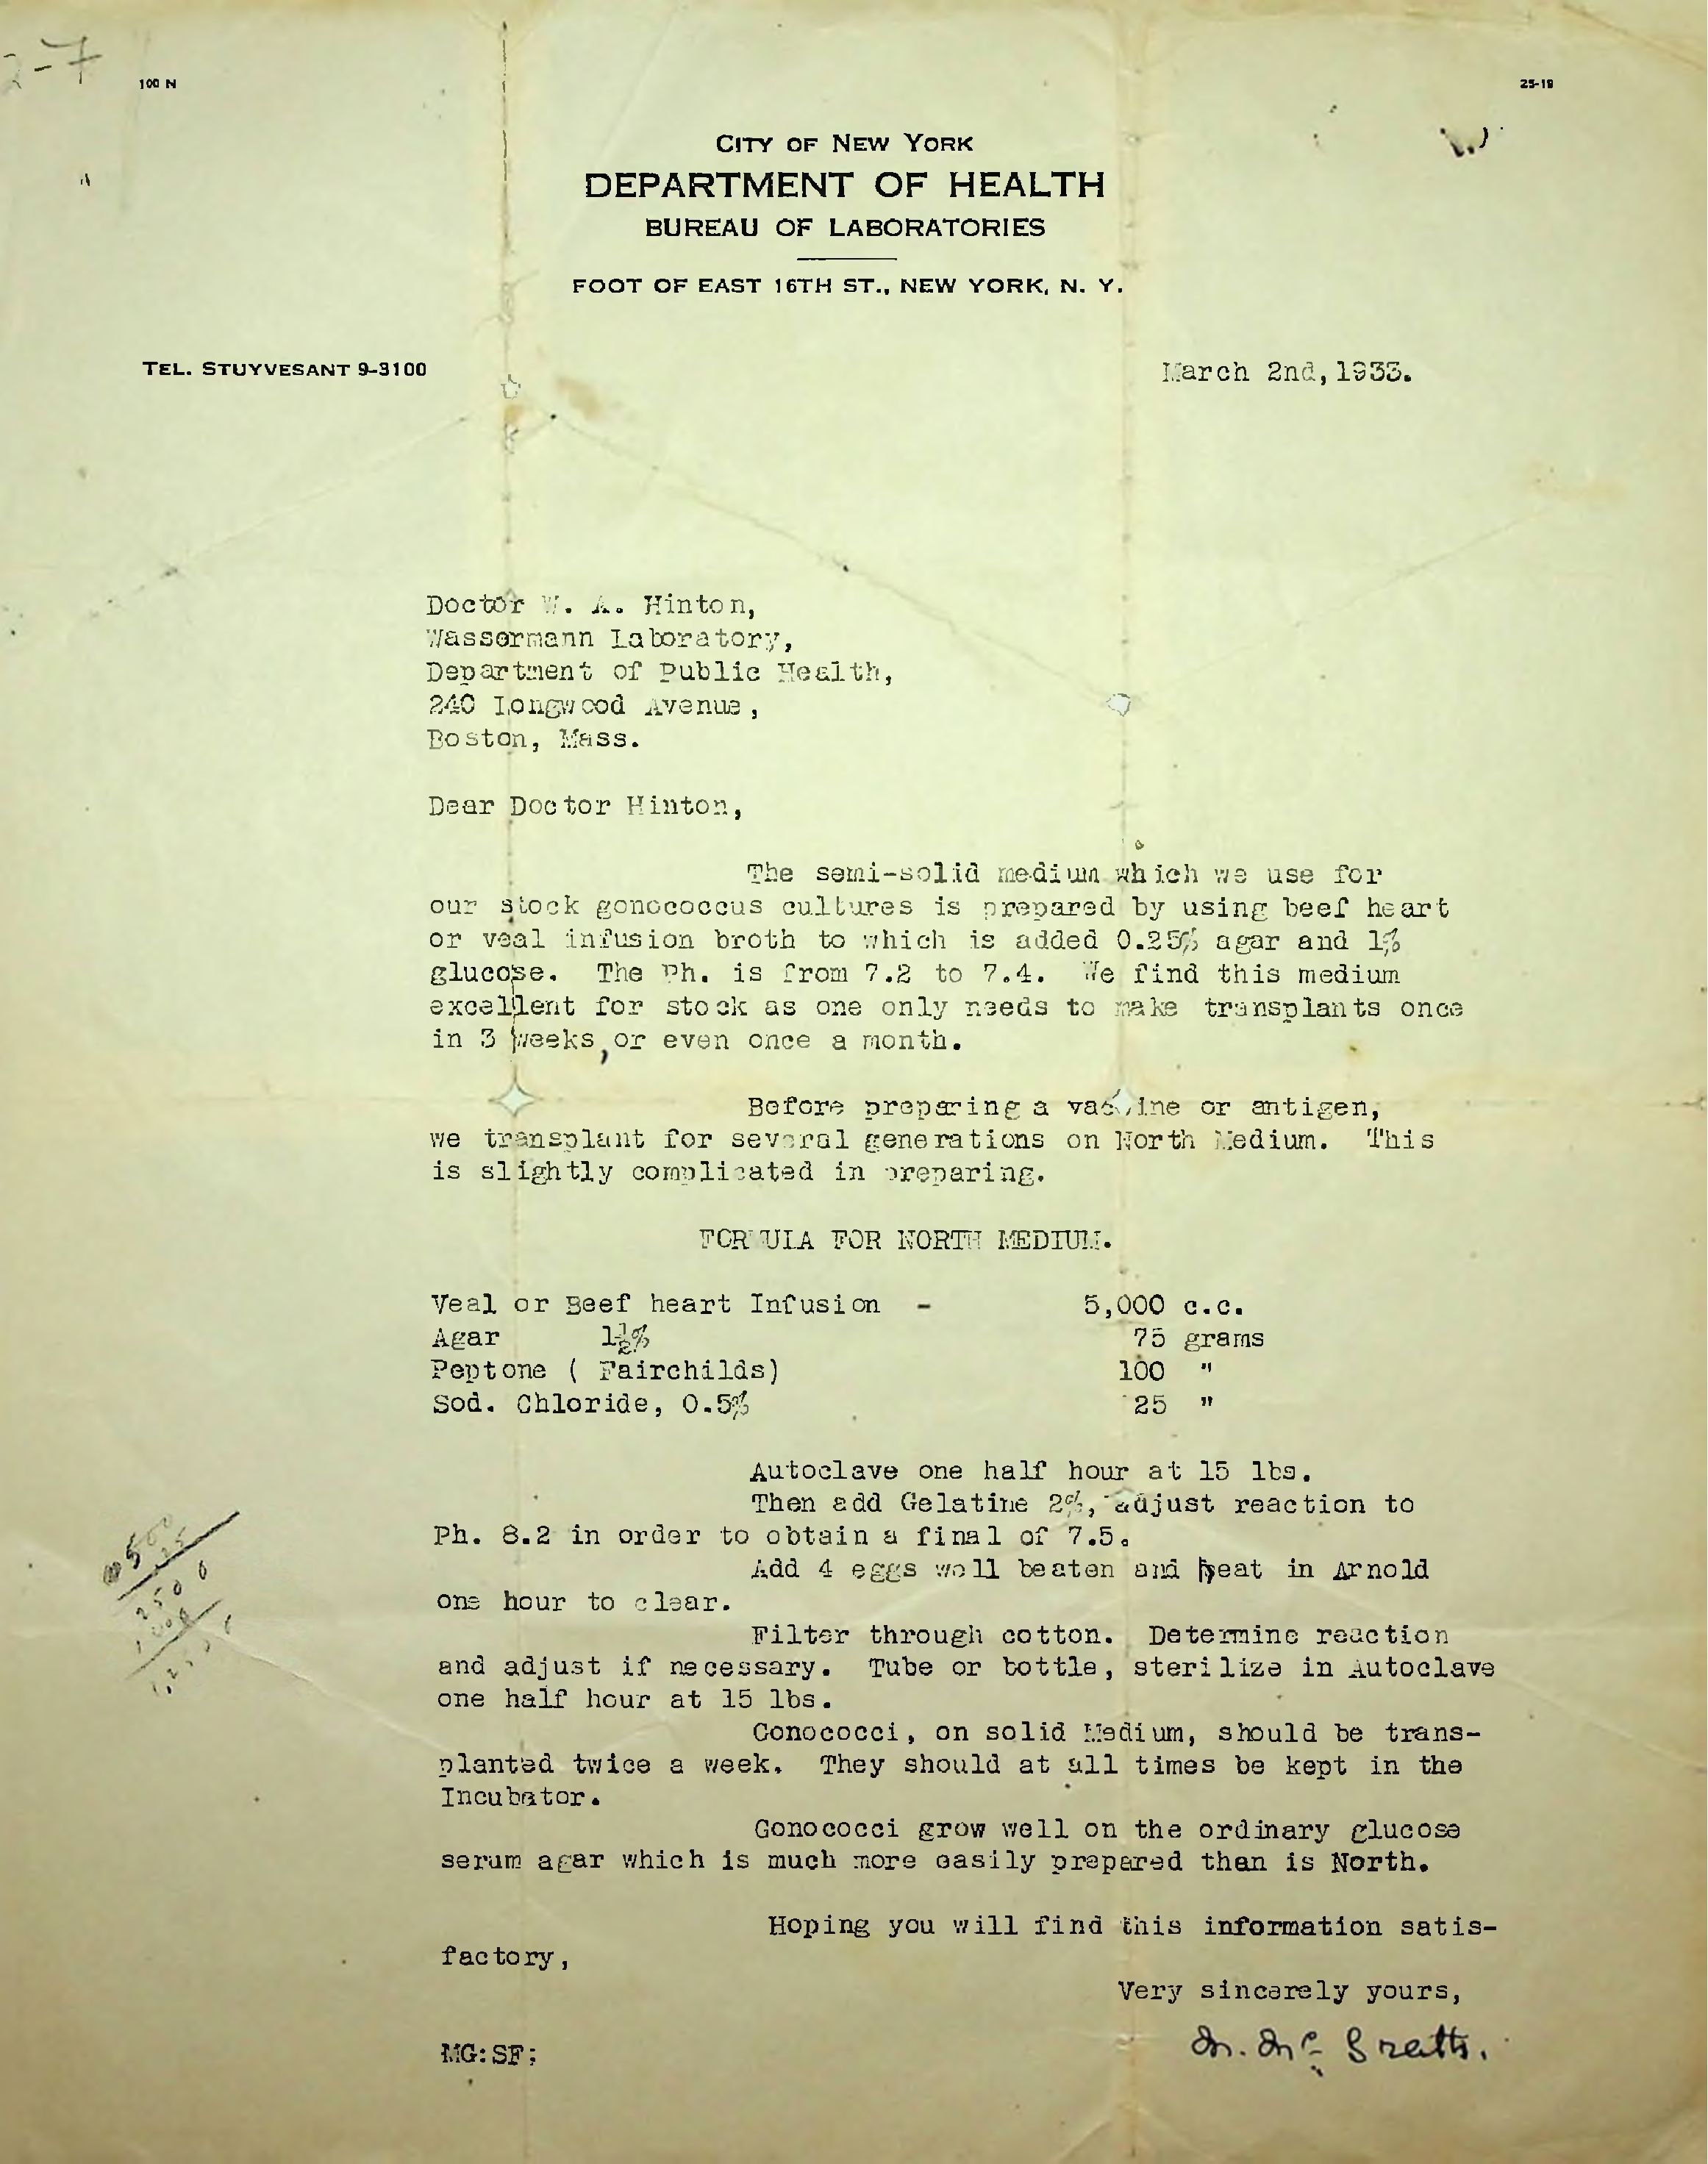 2-7
100 N
25-19
CITY OF NEW YORK
DEPARTMENT OF HEALTH
BUREAU OF LABORATORIES
FOOT OF EAST 16TH ST., NEW YORK, N. Y.
TEL. STUYVESANT 9-3100
March 2nd, 1933.
Doctor W. A. Hinton,
Wassermann Laboratory,
Department of Public Health,
240 Longwood Avenue,
Boston, Mass.
Dear Doctor Hinton,
The semi-solid medium which we use for
our stock gonococcus cultures is prepared by using beef heart
or veal infusion broth to which is added 0.25% agar and 1%
glucose. The Ph. is from 7.2 to 7.4. We find this medium
excellent for stock as one only needs to make transplants once
in 3 weeks, or even once a month.
Before preparing a vaccine or antigen,
we transplant for several generations on North Medium. This
is slightly complicated in preparing.
FORMULA FOR NORTH MEDIUM.
Veal or Beef heart Infusion - 5,000 c.c.
Agar 1½% 75 grams
Peptone ( Fairchilds) 100 "
Sod. Chloride, 0.5% 25 "
Autoclave one half hour at 15 lbs.
Then add Gelatine 2%, adjust reaction to
Ph. 8.2 in order to obtain a final of 7.5.
Add 4 eggs well beaten and heat in Arnold
one hour to clear.
Filter through cotton. Determine reaction
and adjust if necessary. Tube or bottle, sterilize in Autoclave
one half hour at 15 lbs.
Gonococci, on solid Medium, should be trans-
planted twice a week. They should at all times be kept in the
Incubator.
Gonococci grow well on the ordinary glucose
serum agar which is much more easily prepared than is North.
Hoping you will find this information satis-
factory,
Very sincerely yours,
MG:SF;